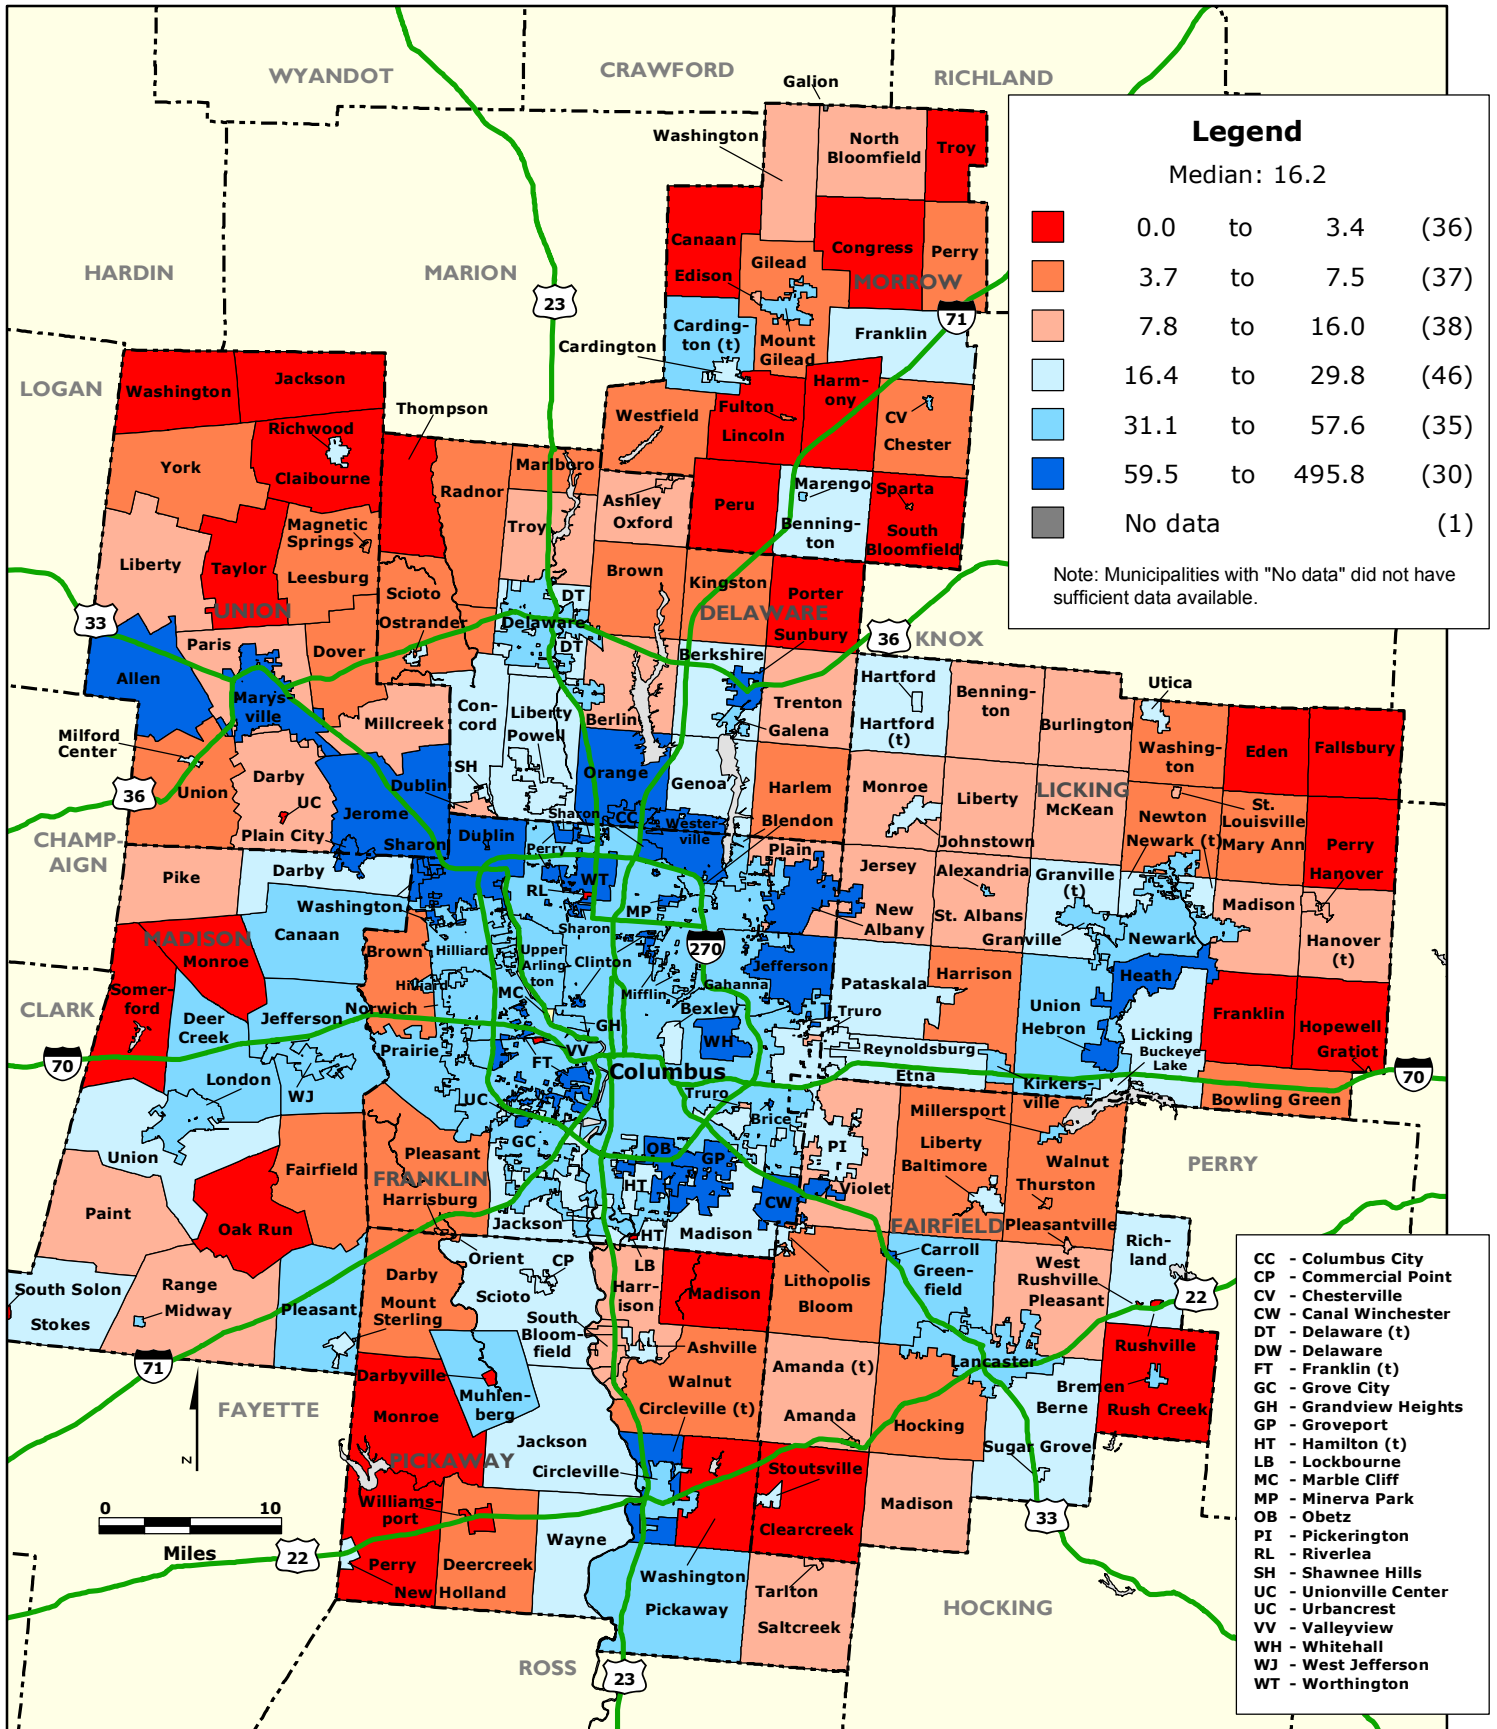 WYANDOT
CRAWFORD
RICHLAND
Galion
Washington
North
Bloomfield
Troy
Legend
Median: 16.2
0.0 to 3.4 (36)
3.7 to 7.5 (37)
7.8 to 16.0 (38)
16.4 to 29.8 (46)
31.1 to 57.6 (35)
59.5 to 495.8 (30)
No data (1)
Note: Municipalities with "No data" did not have
sufficient data available.
Canaan
Congress
Perry
Gilead
Edison
MORROW
HARDIN
MARION
23
71
Carding-
ton (t)
Mount
Gilead
Franklin
Cardington
LOGAN
Washington
Jackson
Thompson
Harm-
ony
Westfield
Fulton
Lincoln
CV
Chester
Richwood
York
Claibourne
Radnor
Marlboro
Ashley
Oxford
Peru
Marengo
Benning-
ton
Sparta
South
Bloomfield
Magnetic
Springs
Troy
Liberty
Taylor
Leesburg
Scioto
Brown
Kingston
Porter
UNION
DT
DELAWARE
33
Ostrander
Delaware
Sunbury
36
KNOX
Paris
Dover
DT
Berkshire
Allen
Hartford
Utica
Marys-
ville
Con-
cord
Liberty
Berlin
Trenton
Benning-
ton
Millcreek
Powell
Galena
Hartford
(t)
Burlington
Milford
Center
Washing-
ton
Eden
Fallsbury
Darby
SH
Orange
Genoa
36
Union
UC
Dublin
Harlem
Monroe
Liberty
LICKING
McKean
St.
Louisville
Jerome
Sharon
CC
Wester-
ville
Blendon
Newton
Plain City
Sharon
Dublin
Perry
Plain
Johnstown
Newark (t)
Mary Ann
Perry
CHAMP-
AIGN
Pike
Darby
WT
Jersey
Alexandria
Granville
(t)
Hanover
Washington
RL
MP
New
Albany
St. Albans
Madison
MADISON
Canaan
Sharon
Granville
Newark
Hanover
(t)
Monroe
Brown
Hilliard
Upper
Arling-
ton
Clinton
270
Jefferson
Heath
CLARK
Somer-
ford
Hilliard
MC
Mifflin
Gahanna
Pataskala
Harrison
Deer
Creek
Jefferson
Norwich
Bexley
Truro
Union
Franklin
Hopewell
GH
Hebron
Licking
Prairie
VV
WH
Reynoldsburg
Buckeye
Lake
Gratiot
70
London
FT
Columbus
Etna
Kirkers-
ville
70
WJ
UC
Truro
Brice
Millersport
Bowling Green
Union
GC
OB
GP
PI
Liberty
Fairfield
Pleasant
Baltimore
Walnut
PERRY
FRANKLIN
Harrisburg
HT
CW
Violet
Thurston
Paint
Oak Run
Jackson
HT
Madison
FAIRFIELD
Pleasantville
Orient
CP
LB
Carroll
Rich-
land
South Solon
Range
Darby
Harr-
ison
Lithopolis
Green-
field
West
Rushville
Midway
Pleasant
Scioto
Madison
Bloom
Pleasant
22
Stokes
Mount
Sterling
South
Bloom-
field
Ashville
Rushville
71
Darbyville
Amanda (t)
Lancaster
Muhlen-
berg
Walnut
Bremen
FAYETTE
Monroe
Circleville (t)
Amanda
Hocking
Berne
Rush Creek
Jackson
Sugar Grove
PICKAWAY
Circleville
Stoutsville
Z
Williams-
port
Madison
0 10
Miles
Wayne
Clearcreek
33
22
Perry
Deercreek
Washington
Tarlton
New Holland
Pickaway
Saltcreek
HOCKING
ROSS
23
CC - Columbus City
CP - Commercial Point
CV - Chesterville
CW - Canal Winchester
DT - Delaware (t)
DW - Delaware
FT - Franklin (t)
GC - Grove City
GH - Grandview Heights
GP - Groveport
HT - Hamilton (t)
LB - Lockbourne
MC - Marble Cliff
MP - Minerva Park
OB - Obetz
PI - Pickerington
RL - Riverlea
SH - Shawnee Hills
UC - Unionville Center
UC - Urbancrest
VV - Valleyview
WH - Whitehall
WJ - West Jefferson
WT - Worthington